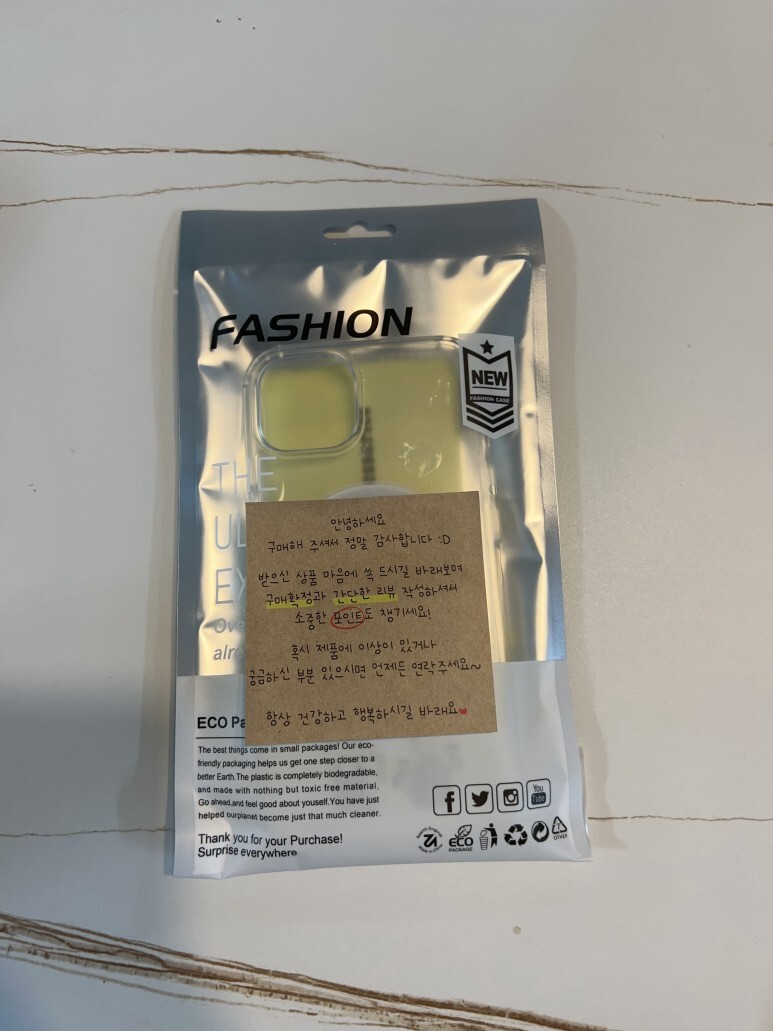 FASHION
NEW
FASHION CASE
THE
안녕하세요
구매해 주셔서 정말 감사합니다 :D
받으신 상품 마음에 쏙 드시길 바래보며
구매확정과 간단한 리뷰 작성하셔서
소중한 포인트도 챙기세요!
혹시 제품에 이상이 있거나
궁금하신 부분 있으시면 언제든 연락주세요~
항상 건강하고 행복하시길 바래요♥
ECO Pa
The best things come in small packages! Our eco-
friendly packaging helps us get one step closer to a
better Earth.The plastic is completely biodegradable,
and made with nothing but toxic free material,
Go ahead,and feel good about youself.You have just
helped ourplanet become just that much cleaner.
Thank you for your Purchase!
Surprise everywhere
You
Tube
ECO
PACKAGE
OTHER